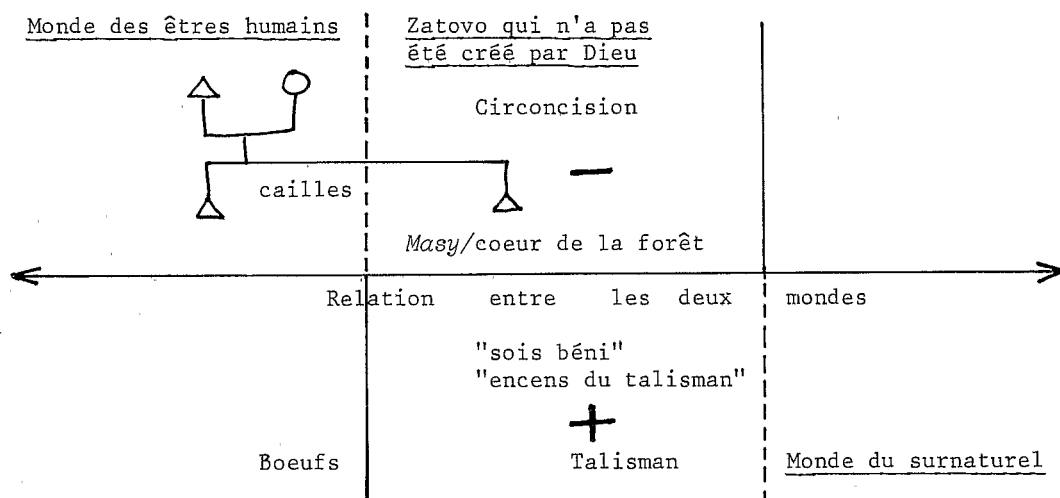 Monde des êtres humains
Zatovo qui n'a pas
été créé par Dieu
Circoncision
cailles
Masy/coeur de la forêt
Relation entre les deux mondes
"sois béni"
"encens du talisman"
Boeufs
Talisman
Monde du surnaturel